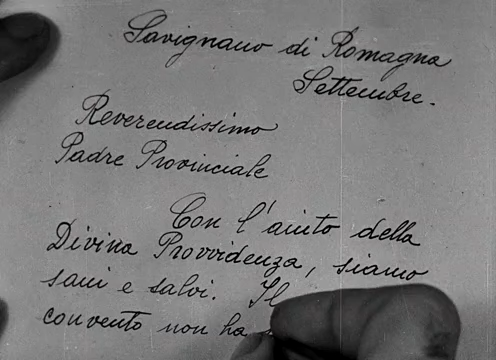 Savignano di Romagna
Settembre.
Reverendissimo
Padre Provinciale
Con l'aiuto della
Divina Provvidenza, siamo
sani e salvi. Il
convento non ha